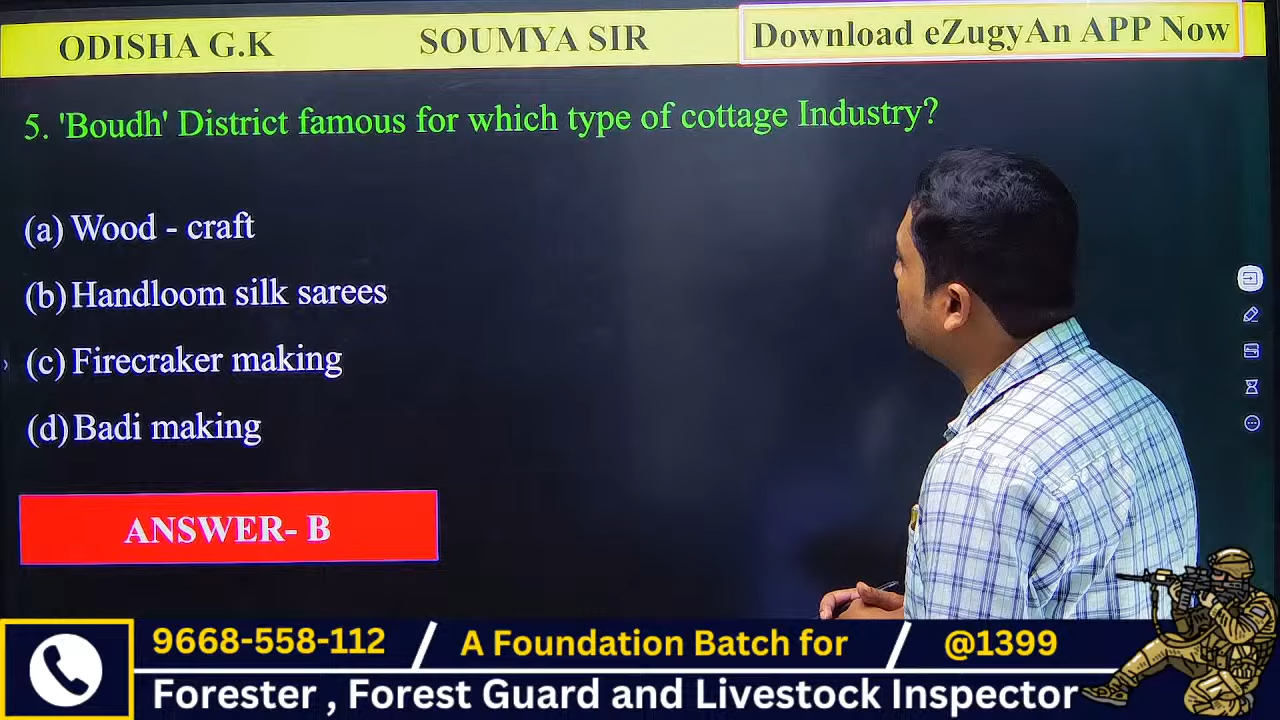 ODISHA G.K SOUMYA SIR Download eZugyAn APP Now
5. 'Boudh' District famous for which type of cottage Industry?
(a) Wood - craft
(b) Handloom silk sarees
(c) Firecraker making
(d) Badi making
ANSWER- B
9668-558-112 / A Foundation Batch for / @1399
Forester , Forest Guard and Livestock Inspector